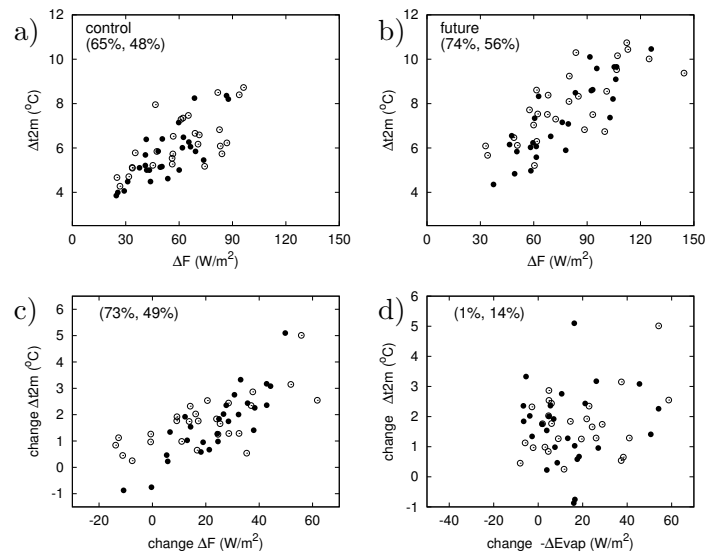 a)
control
(65%, 48%)
12
10
8
6
4
Δt2m (°C)
0 30 60 90 120 150
ΔF (W/m²)
b)
future
(74%, 56%)
12
10
8
6
4
Δt2m (°C)
0 30 60 90 120 150
ΔF (W/m²)
c)
(73%, 49%)
6
5
4
3
2
1
0
-1
change Δt2m (°C)
-20 0 20 40 60
change ΔF (W/m²)
d)
(1%, 14%)
6
5
4
3
2
1
0
-1
change Δt2m (°C)
-40 -20 0 20 40 60
change -ΔEvap (W/m²)